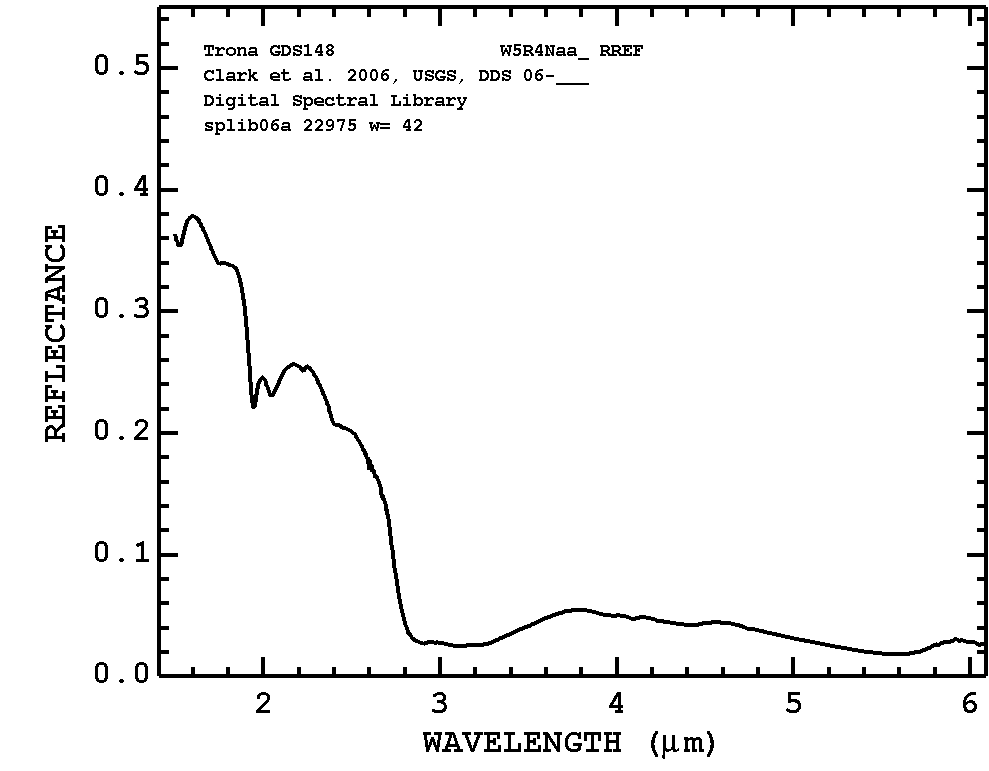 Trona GDS148 W5R4Naa_ RREF
Clark et al. 2006, USGS, DDS 06-___
Digital Spectral Library
splib06a 22975 w= 42
0.5
0.4
0.3
0.2
0.1
0.0
REFLECTANCE
2 3 4 5 6
WAVELENGTH (μm)